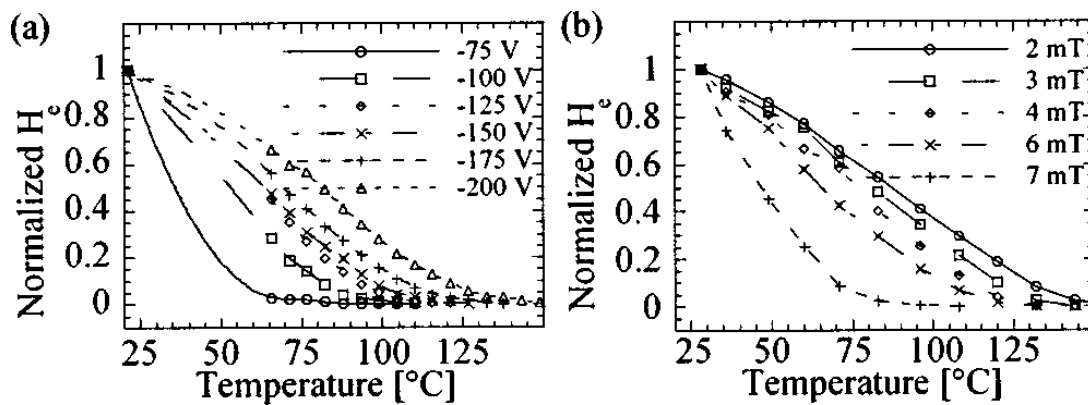 (a)
Normalized He
1
0.8
0.6
0.4
0.2
0
25
50
75
100
125
Temperature [°C]
-75 V
-100 V
-125 V
-150 V
-175 V
-200 V
(b)
Normalized He
1
0.8
0.6
0.4
0.2
0
25
50
75
100
125
Temperature [°C]
2 mT
3 mT
4 mT
6 mT
7 mT